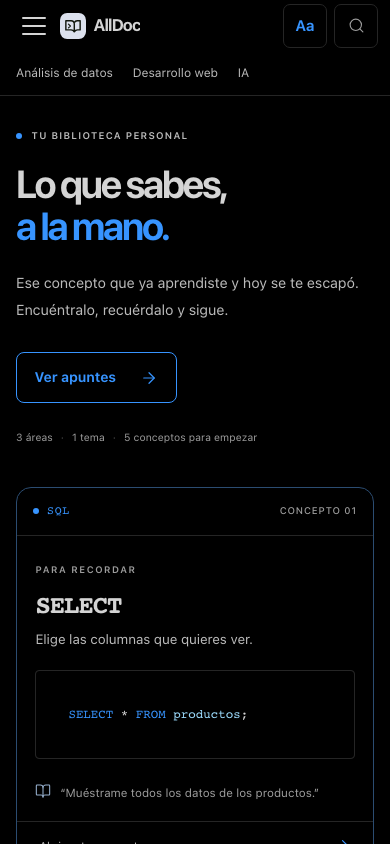 AllDoc
Aa
Análisis de datos Desarrollo web IA
TU BIBLIOTECA PERSONAL
Lo que sabes,
a la mano.
Ese concepto que ya aprendiste y hoy se te escapó.
Encuéntralo, recuérdalo y sigue.
Ver apuntes
3 áreas · 1 tema · 5 conceptos para empezar
SQL CONCEPTO 01
PARA RECORDAR
SELECT
Elige las columnas que quieres ver.
SELECT * FROM productos;
“Muéstrame todos los datos de los productos.”